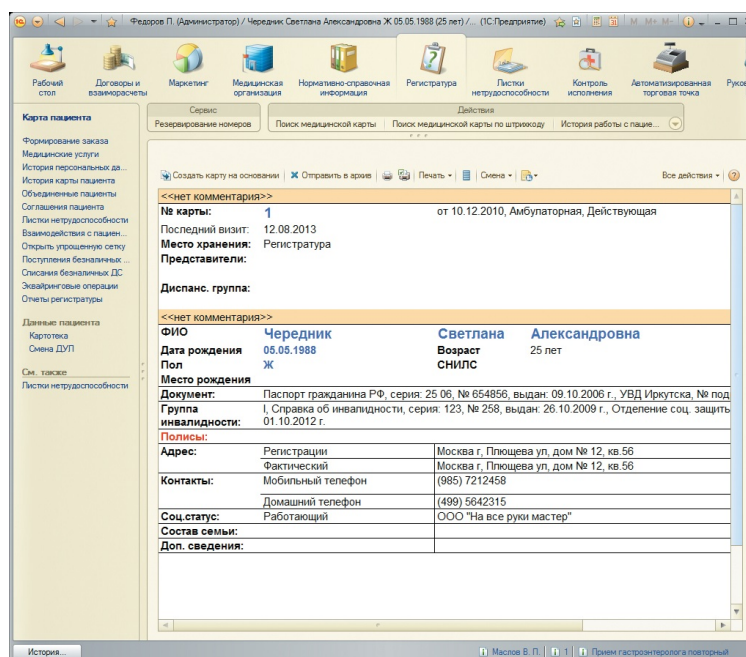 Федоров П. (Администратор) / Чередник Светлана Александровна Ж 05.05.1988 (25 лет) /... (1С:Предприятие) M M+ M-
Рабочий стол
Договоры и взаиморасчеты
Маркетинг
Медицинская организация
Нормативно-справочная информация
Регистратура
Листки нетрудоспособности
Контроль исполнения
Автоматизированная торговая точка
Руков
Карта пациента
Сервис
Резервирование номеров
Действия
Поиск медицинской карты Поиск медицинской карты по штрихкоду История работы с пацие...
Формирование заказа
Медицинские услуги
История персональных да...
История карты пациента
Объединенные пациенты
Соглашения пациента
Листки нетрудоспособности
Взаимодействия с пациен...
Открыть упрощенную сетку
Поступления безналичных ...
Списания безналичных ДС
Эквайринговые операции
Отчеты регистратуры
Данные пациента
Картотека
Смена ДУЛ
См. также
Листки нетрудоспособности
Создать карту на основании Отправить в архив Печать Смена Все действия
<<нет комментария>>
№ карты: 1 от 10.12.2010, Амбулаторная, Действующая
Последний визит: 12.08.2013
Место хранения: Регистратура
Представители:
Диспанс. группа:
<<нет комментария>>
ФИО Чередник Светлана Александровна
Дата рождения 05.05.1988 Возраст 25 лет
Пол Ж СНИЛС
Место рождения
Документ: Паспорт гражданина РФ, серия: 25 06, № 654856, выдан: 09.10.2006 г., УВД Иркутска, № под
Группа инвалидности: I, Справка об инвалидности, серия: 123, № 258, выдан: 26.10.2009 г., Отделение соц. защить
01.10.2012 г.
Полисы:
Адрес: Регистрации Москва г, Плющева ул, дом № 12, кв.56
Фактический Москва г, Плющева ул, дом № 12, кв.56
Контакты: Мобильный телефон (985) 7212458
Домашний телефон (499) 5642315
Соц.статус: Работающий ООО "На все руки мастер"
Состав семьи:
Доп. сведения:
История...
Маслов В. П. 1 Прием гастроэнтеролога повторный